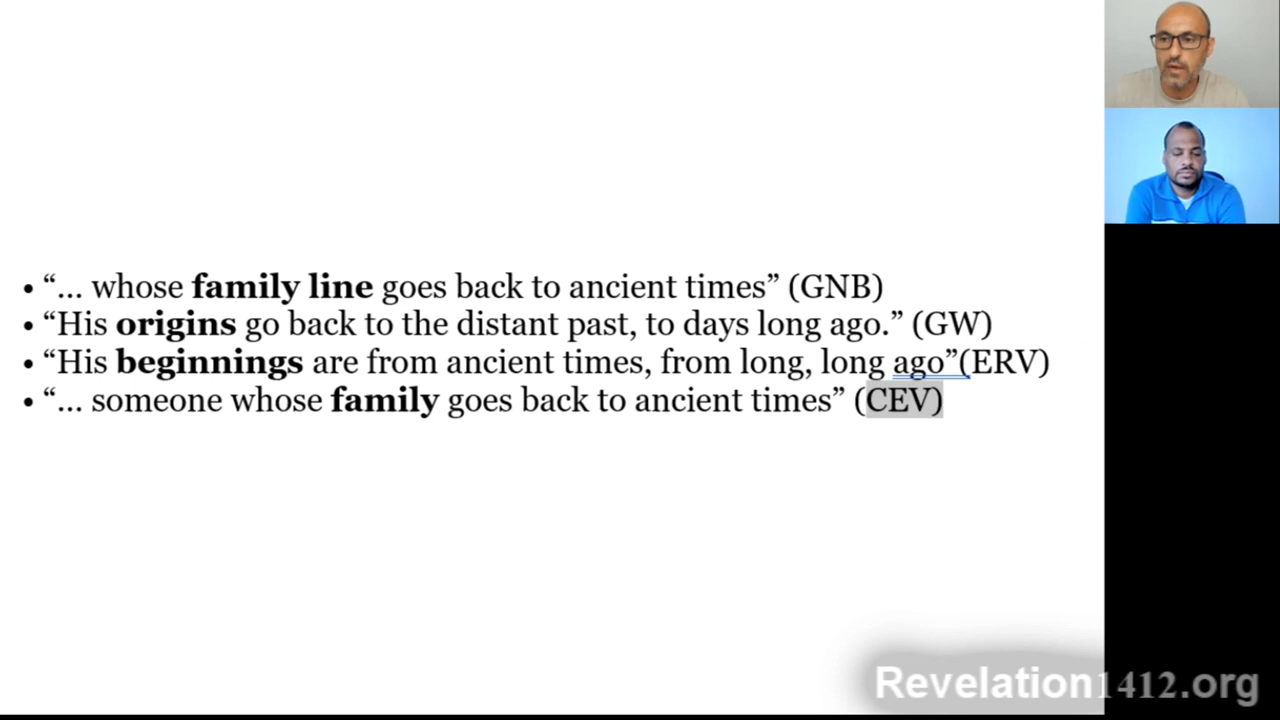 • “... whose family line goes back to ancient times” (GNB)
• “His origins go back to the distant past, to days long ago.” (GW)
• “His beginnings are from ancient times, from long, long ago”(ERV)
• “... someone whose family goes back to ancient times” (CEV)
Revelation1412.org